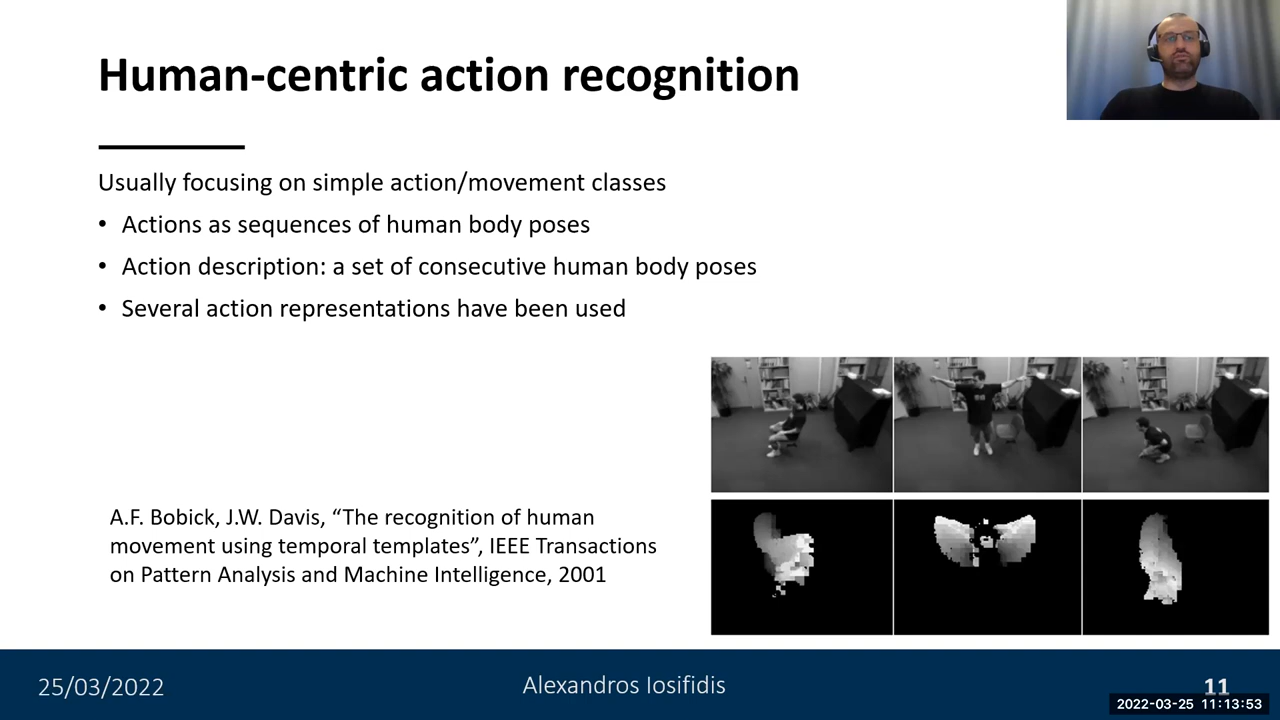 Human-centric action recognition
Usually focusing on simple action/movement classes
• Actions as sequences of human body poses
• Action description: a set of consecutive human body poses
• Several action representations have been used
A.F. Bobick, J.W. Davis, “The recognition of human
movement using temporal templates”, IEEE Transactions
on Pattern Analysis and Machine Intelligence, 2001
25/03/2022
Alexandros Iosifidis
11
2022-03-25 11:13:53